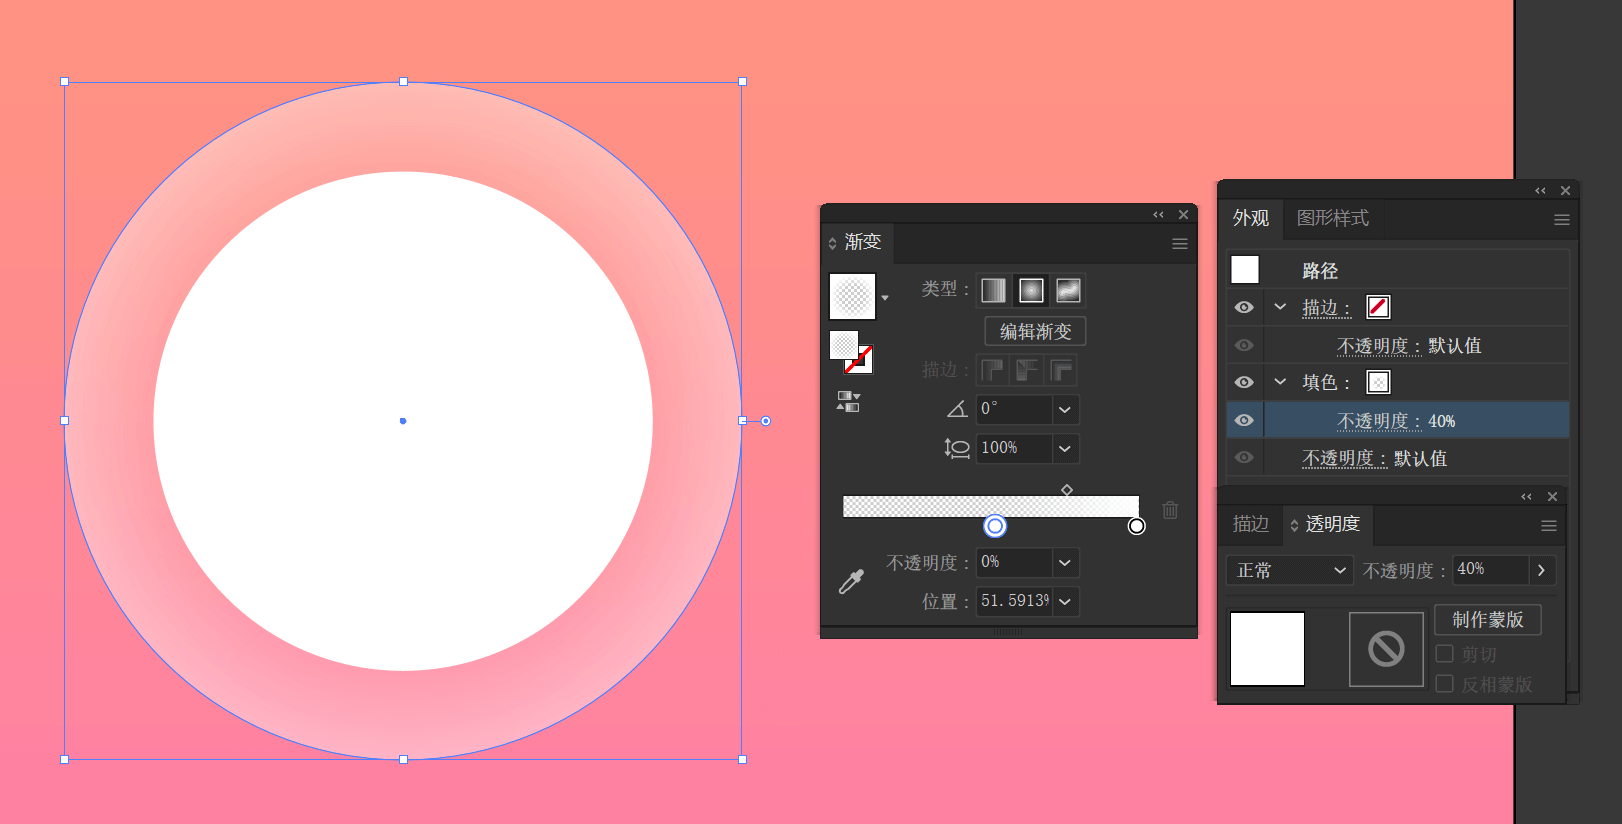 渐变
类型：
编辑渐变
描边：
0°
100%
不透明度： 0%
位置： 51.5913%
外观 图形样式
路径
描边：
不透明度： 默认值
填色：
不透明度： 40%
不透明度： 默认值
描边 透明度
正常 不透明度： 40%
制作蒙版
剪切
反相蒙版